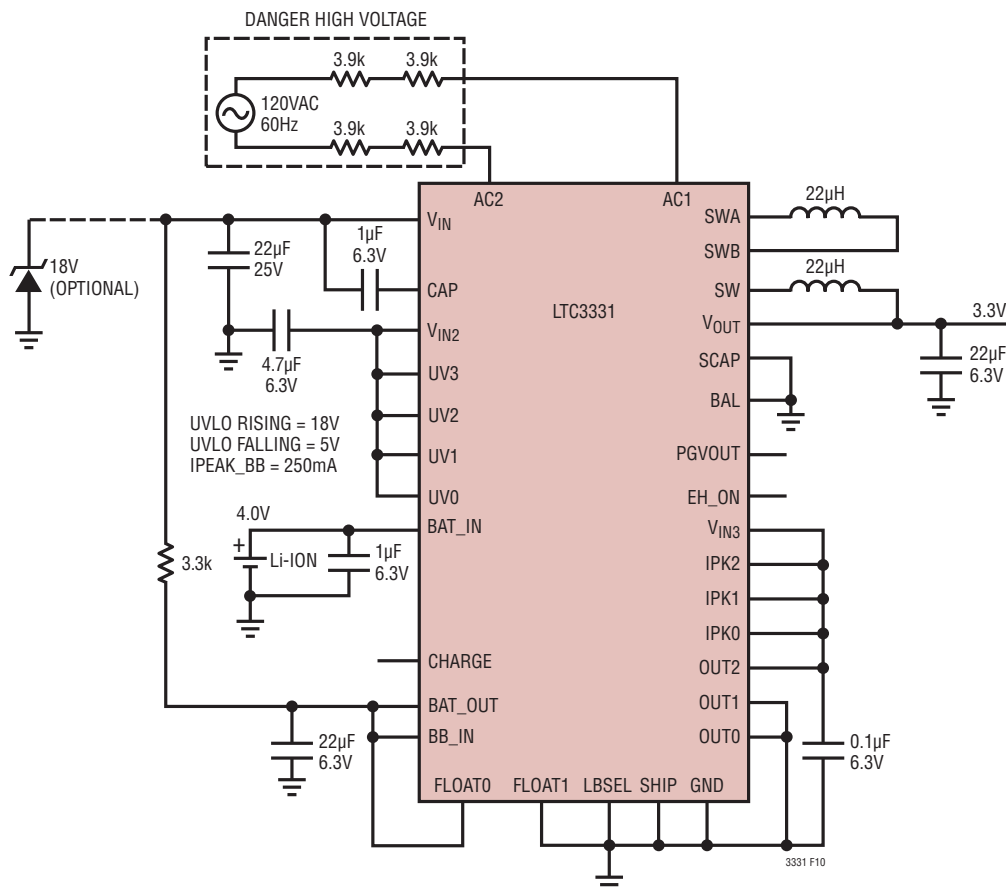 DANGER HIGH VOLTAGE
3.9k
3.9k
120VAC
60Hz
3.9k
3.9k
AC2
AC1
18V
(OPTIONAL)
22µF
25V
1µF
6.3V
4.7µF
6.3V
VIN
CAP
VIN2
UV3
UV2
UV1
UV0
BAT_IN
CHARGE
BAT_OUT
BB_IN
UVLO RISING = 18V
UVLO FALLING = 5V
IPEAK_BB = 250mA
4.0V
+
Li-ION
1µF
6.3V
3.3k
22µF
6.3V
LTC3331
SWA
SWB
SW
VOUT
SCAP
BAL
PGVOUT
EH_ON
VIN3
IPK2
IPK1
IPK0
OUT2
OUT1
OUT0
22µH
22µH
3.3V
22µF
6.3V
0.1µF
6.3V
FLOAT0
FLOAT1
LBSEL
SHIP
GND
3331 F10